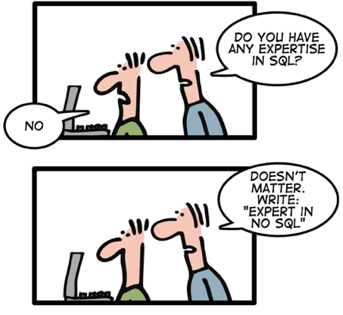 DO YOU HAVE
ANY EXPERTISE
IN SQL?
NO
DOESN'T
MATTER.
WRITE:
"EXPERT IN
NO SQL"